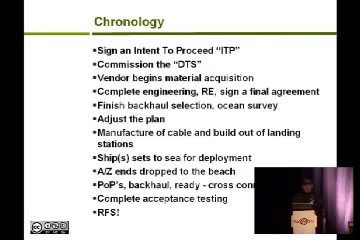 Chronology
▪Sign an Intent To Proceed “ITP”
▪Commission the “DTS”
▪Vendor begins material acquisition
▪Complete engineering, RE, sign a final agreement
▪Finish backhaul selection, ocean survey
▪Adjust the plan
▪Manufacture of cable and build out of landing
stations
▪Ship(s) sets to sea for deployment
▪A/Z ends dropped to the beach
▪PoP’s, backhaul, ready - cross
▪Complete acceptance testing
▪RFS!